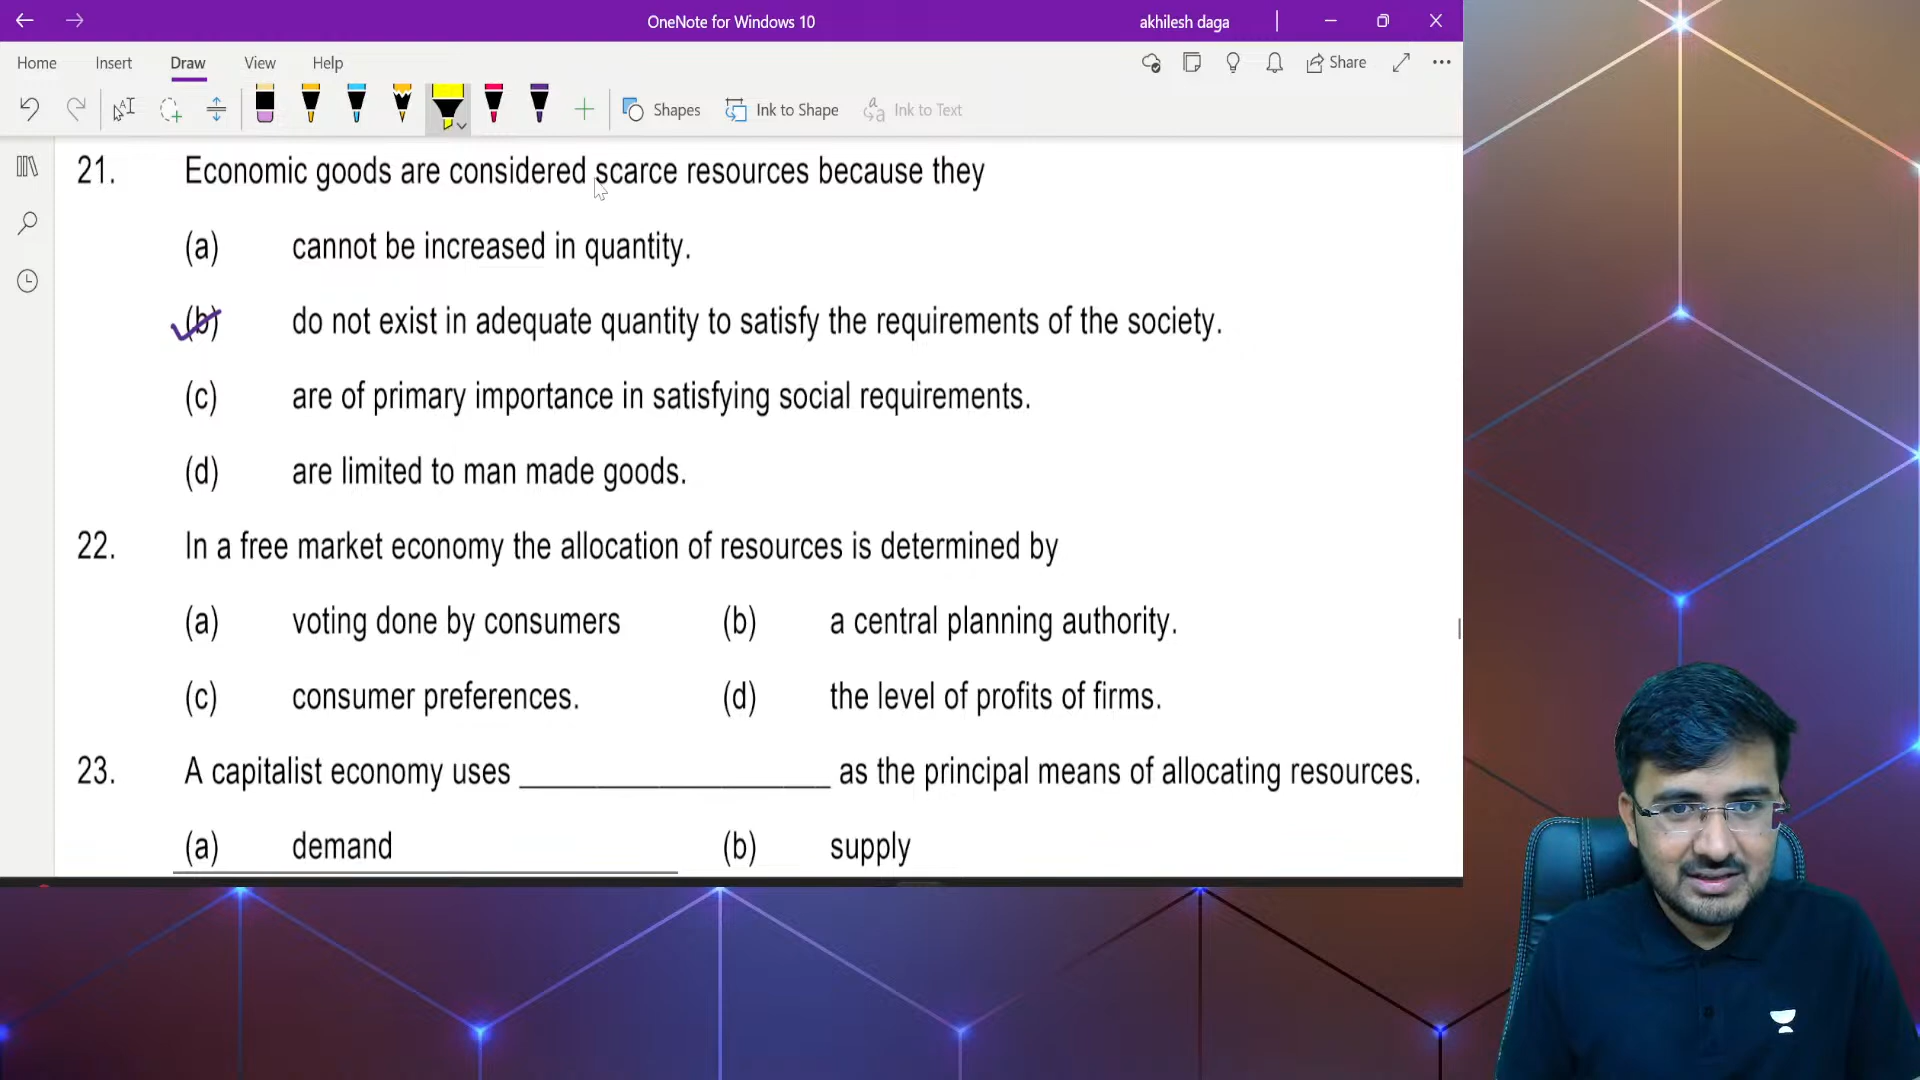 OneNote for Windows 10
akhilesh daga
Home Insert Draw View Help
Share
Shapes Ink to Shape Ink to Text
21. Economic goods are considered scarce resources because they
(a) cannot be increased in quantity.
(b) do not exist in adequate quantity to satisfy the requirements of the society.
(c) are of primary importance in satisfying social requirements.
(d) are limited to man made goods.
22. In a free market economy the allocation of resources is determined by
(a) voting done by consumers (b) a central planning authority.
(c) consumer preferences. (d) the level of profits of firms.
23. A capitalist economy uses ____________________ as the principal means of allocating resources.
(a) demand (b) supply